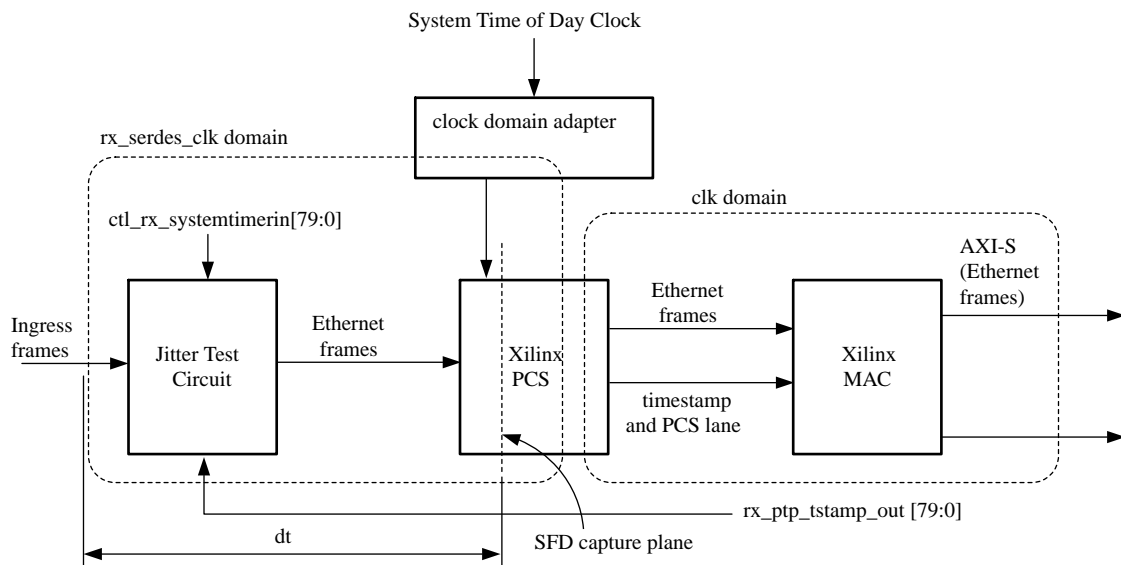 System Time of Day Clock
clock domain adapter
rx_serdes_clk domain
clk domain
ctl_rx_systemtimerin[79:0]
AXI-S
(Ethernet
frames)
Ingress
frames
Jitter Test
Circuit
Ethernet
frames
Xilinx
PCS
Ethernet
frames
timestamp
and PCS lane
Xilinx
MAC
rx_ptp_tstamp_out [79:0]
dt
SFD capture plane